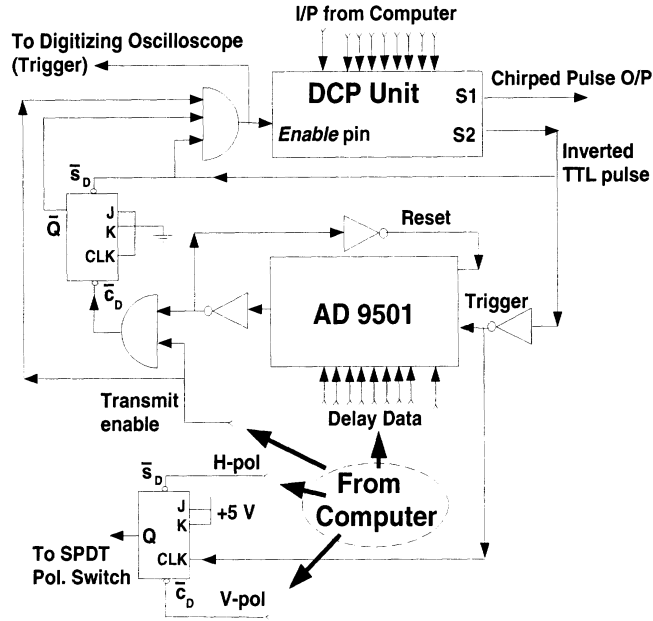 I/P from Computer
To Digitizing Oscilloscope
(Trigger)
DCP Unit
S1
Chirped Pulse O/P
Enable pin
S2
Inverted
TTL pulse
S̄D
Q̄
J
K
CLK
Reset
C̄D
AD 9501
Trigger
Transmit
enable
Delay Data
H-pol
From
Computer
S̄D
J
K
+5 V
Q
CLK
To SPDT
Pol. Switch
C̄D
V-pol